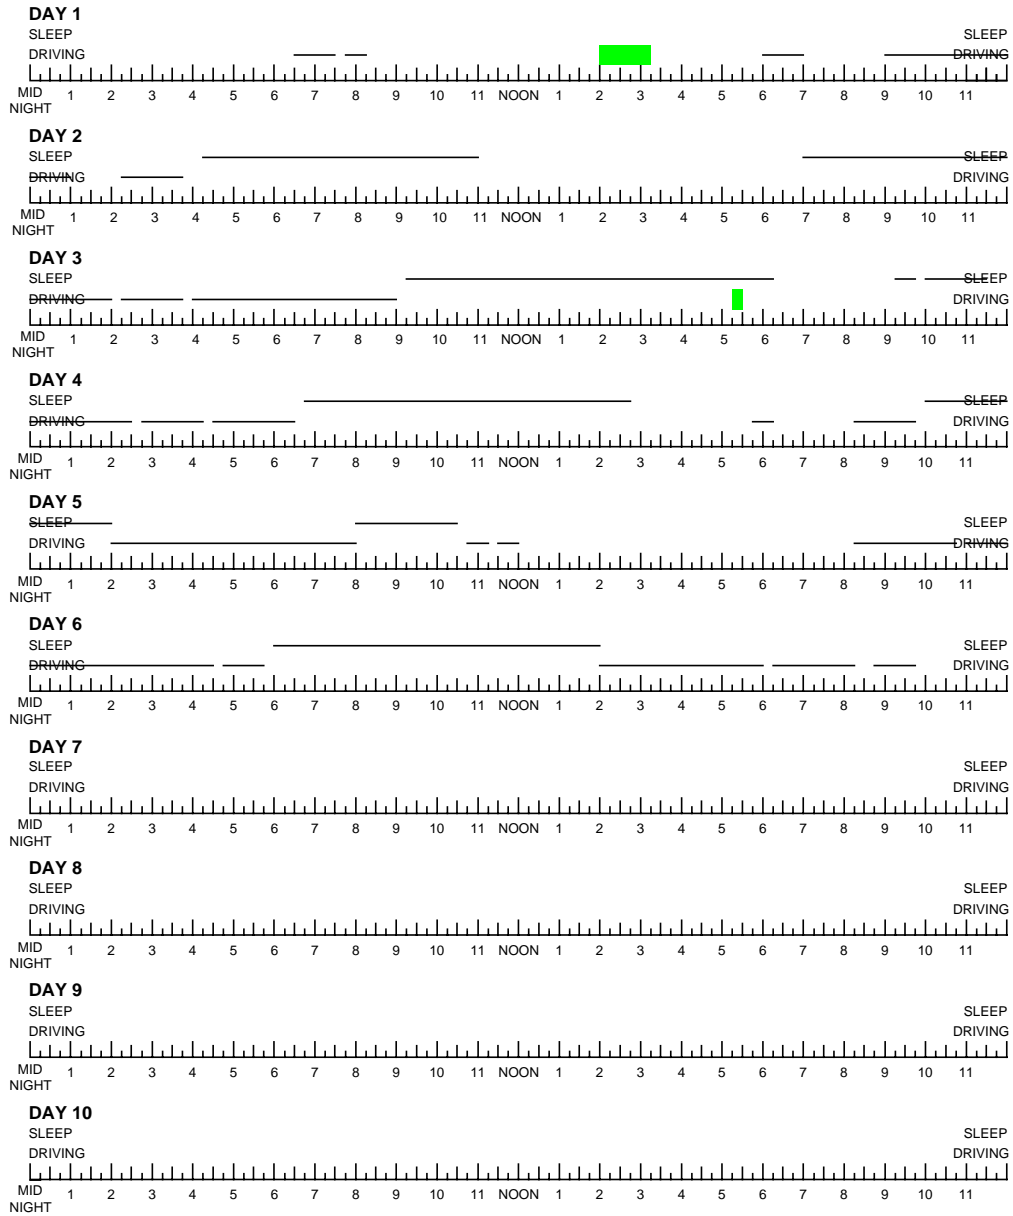 DAY 1
SLEEP SLEEP
DRIVING DRIVING
MID 1 2 3 4 5 6 7 8 9 10 11 NOON 1 2 3 4 5 6 7 8 9 10 11
NIGHT
DAY 2
SLEEP SLEEP
DRIVING DRIVING
MID 1 2 3 4 5 6 7 8 9 10 11 NOON 1 2 3 4 5 6 7 8 9 10 11
NIGHT
DAY 3
SLEEP SLEEP
DRIVING DRIVING
MID 1 2 3 4 5 6 7 8 9 10 11 NOON 1 2 3 4 5 6 7 8 9 10 11
NIGHT
DAY 4
SLEEP SLEEP
DRIVING DRIVING
MID 1 2 3 4 5 6 7 8 9 10 11 NOON 1 2 3 4 5 6 7 8 9 10 11
NIGHT
DAY 5
SLEEP SLEEP
DRIVING DRIVING
MID 1 2 3 4 5 6 7 8 9 10 11 NOON 1 2 3 4 5 6 7 8 9 10 11
NIGHT
DAY 6
SLEEP SLEEP
DRIVING DRIVING
MID 1 2 3 4 5 6 7 8 9 10 11 NOON 1 2 3 4 5 6 7 8 9 10 11
NIGHT
DAY 7
SLEEP SLEEP
DRIVING DRIVING
MID 1 2 3 4 5 6 7 8 9 10 11 NOON 1 2 3 4 5 6 7 8 9 10 11
NIGHT
DAY 8
SLEEP SLEEP
DRIVING DRIVING
MID 1 2 3 4 5 6 7 8 9 10 11 NOON 1 2 3 4 5 6 7 8 9 10 11
NIGHT
DAY 9
SLEEP SLEEP
DRIVING DRIVING
MID 1 2 3 4 5 6 7 8 9 10 11 NOON 1 2 3 4 5 6 7 8 9 10 11
NIGHT
DAY 10
SLEEP SLEEP
DRIVING DRIVING
MID 1 2 3 4 5 6 7 8 9 10 11 NOON 1 2 3 4 5 6 7 8 9 10 11
NIGHT